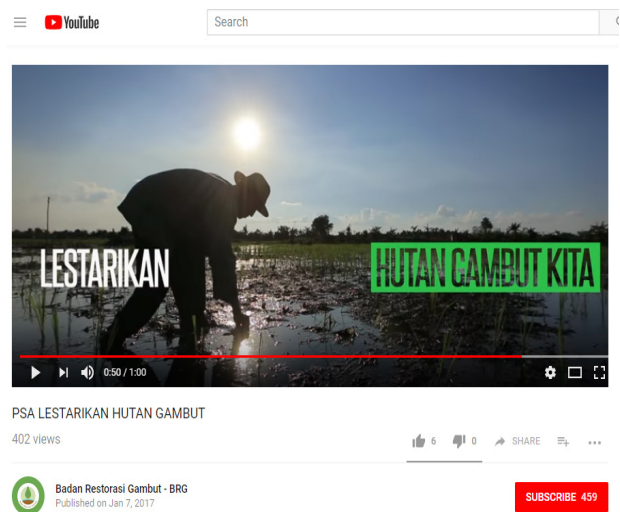 YouTube
Search
LESTARIKAN
HUTAN GAMBUT KITA
0:50 / 1:00
PSA LESTARIKAN HUTAN GAMBUT
402 views
6
0
SHARE
Badan Restorasi Gambut - BRG
Published on Jan 7, 2017
SUBSCRIBE 459